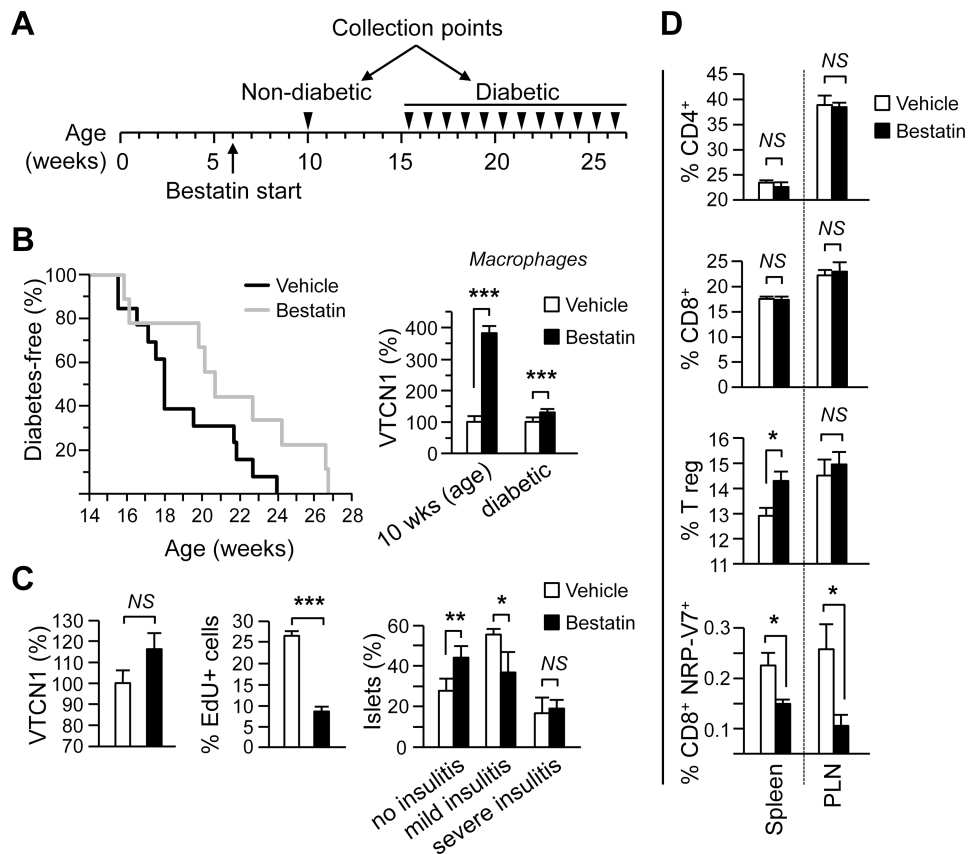 A
Collection points
Non-diabetic
Diabetic
Age
(weeks)
0
5
10
15
20
25
Bestatin start
B
Diabetes-free (%)
100
80
60
40
20
14
16
18
20
22
24
26
28
Age (weeks)
Vehicle
Bestatin
Macrophages
***
***
Vehicle
Bestatin
VTCN1 (%)
400
300
200
100
0
10 wks (age)
diabetic
C
VTCN1 (%)
130
120
110
100
90
80
70
NS
% EdU+ cells
30
25
20
15
10
5
0
***
Vehicle
Bestatin
Islets (%)
60
40
20
0
**
*
NS
no insulitis
mild insulitis
severe insulitis
D
Vehicle
Bestatin
% CD4+
45
40
35
30
25
20
NS
NS
% CD8+
25
20
15
10
5
0
NS
NS
% T reg
16
15
14
13
12
11
*
NS
% CD8+ NRP-V7+
0.3
0.2
0.1
*
*
Spleen
PLN